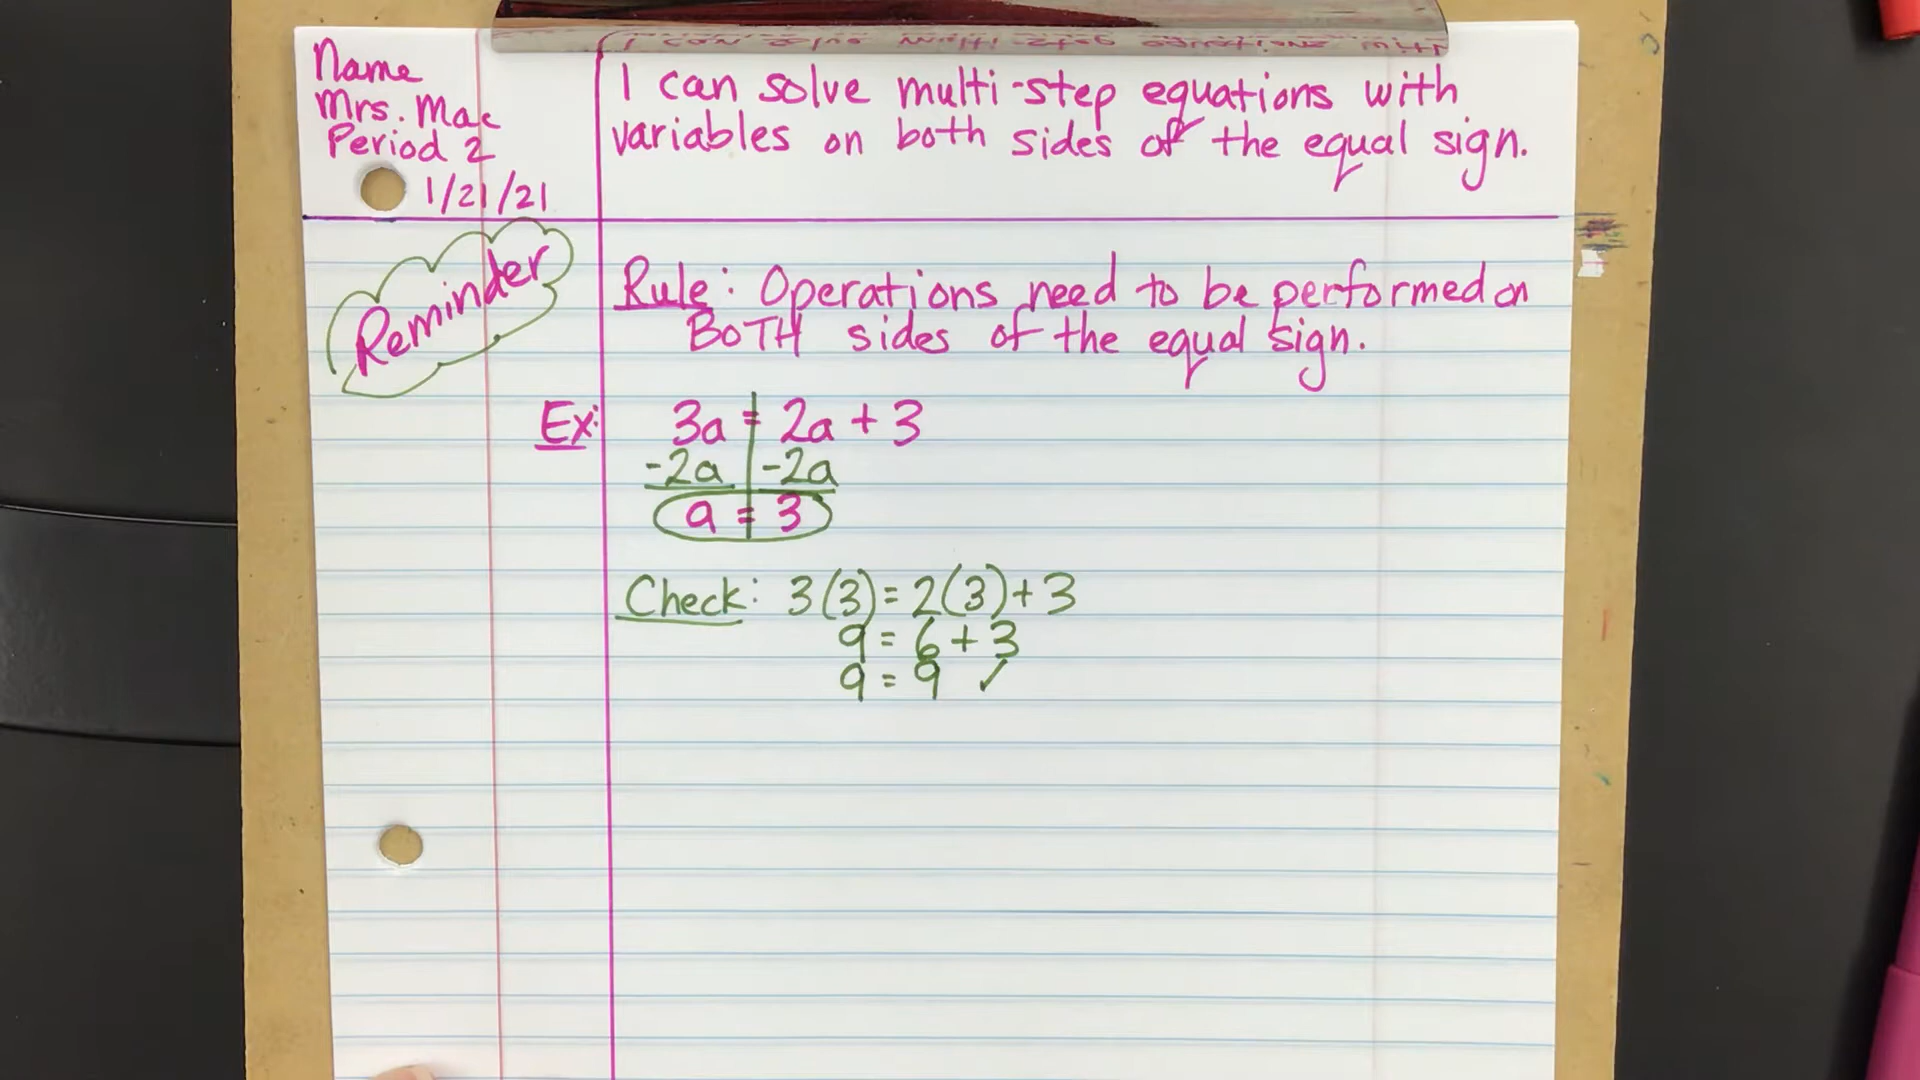 Name
Mrs. Mac
Period 2
1/21/21
I can solve multi-step equations with
variables on both sides of the equal sign.
Reminder
Rule: Operations need to be performed on
BOTH sides of the equal sign.
Ex: 3a = 2a + 3
-2a -2a
a = 3
Check: 3(3) = 2(3) + 3
9 = 6 + 3
9 = 9 ✓